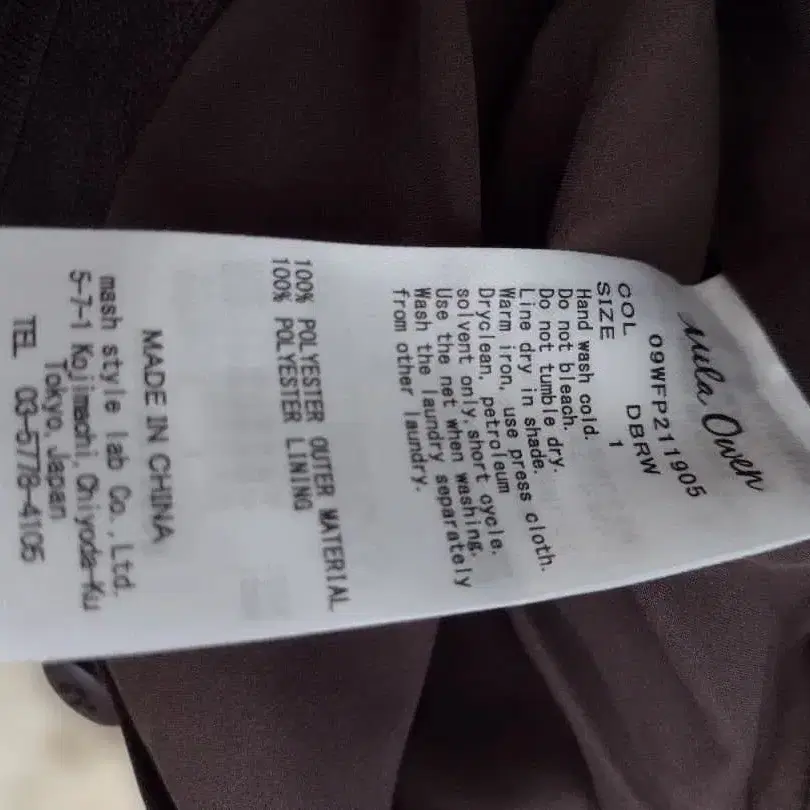 Mila Owen
09WFP211905
COL DBRW
SIZE 1
Hand wash cold.
Do not bleach.
Do not tumble dry.
Line dry in shade.
Warm iron, use press cloth.
Dryclean, petroleum
solvent only, short cycle.
Use the net when washing.
Wash the laundry separately
from other laundry.
100% POLYESTER OUTER MATERIAL
100% POLYESTER LINING
MADE IN CHINA
mash style lab Co., Ltd.
5-7-1 Kojimachi, Chiyoda-Ku
Tokyo, Japan
TEL 03-5778-4105